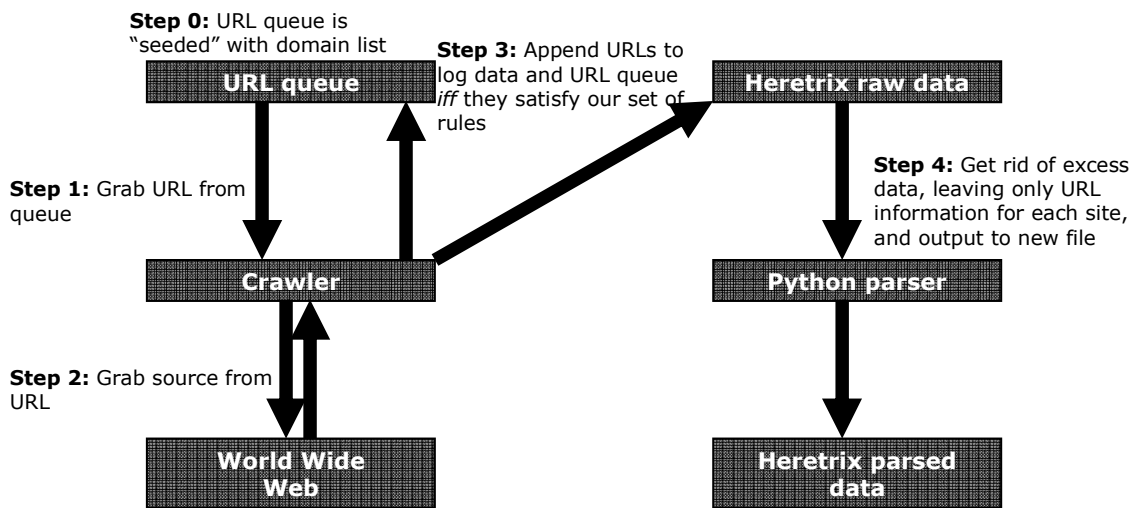 Step 0: URL queue is
“seeded” with domain list
URL queue
Step 3: Append URLs to
log data and URL queue
iff they satisfy our set of
rules
Heretrix raw data
Step 1: Grab URL from
queue
Step 4: Get rid of excess
data, leaving only URL
information for each site,
and output to new file
Crawler
Python parser
Step 2: Grab source from
URL
World Wide
Web
Heretrix parsed
data